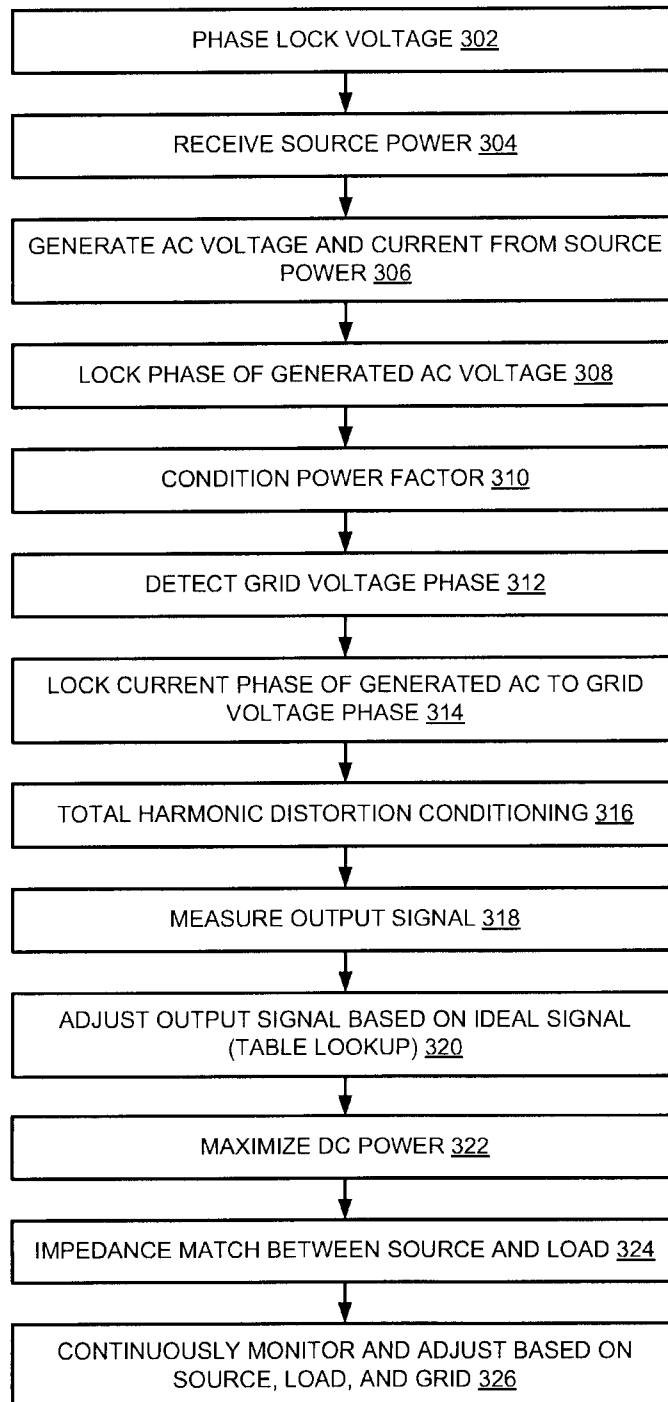 PHASE LOCK VOLTAGE 302
RECEIVE SOURCE POWER 304
GENERATE AC VOLTAGE AND CURRENT FROM SOURCE
POWER 306
LOCK PHASE OF GENERATED AC VOLTAGE 308
CONDITION POWER FACTOR 310
DETECT GRID VOLTAGE PHASE 312
LOCK CURRENT PHASE OF GENERATED AC TO GRID
VOLTAGE PHASE 314
TOTAL HARMONIC DISTORTION CONDITIONING 316
MEASURE OUTPUT SIGNAL 318
ADJUST OUTPUT SIGNAL BASED ON IDEAL SIGNAL
(TABLE LOOKUP) 320
MAXIMIZE DC POWER 322
IMPEDANCE MATCH BETWEEN SOURCE AND LOAD 324
CONTINUOUSLY MONITOR AND ADJUST BASED ON
SOURCE, LOAD, AND GRID 326